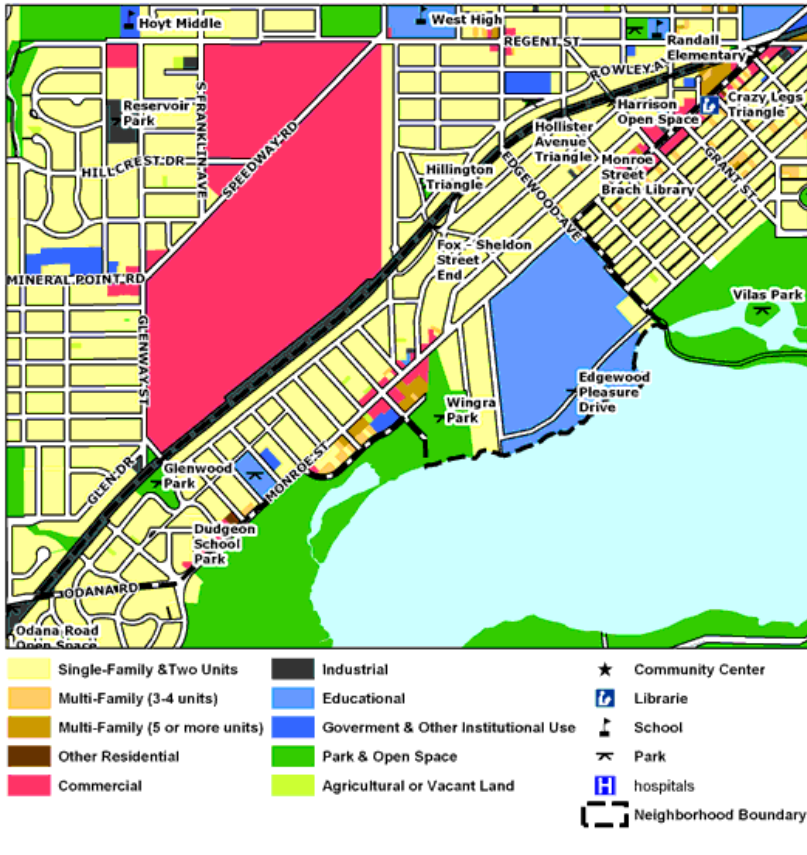 Hoyt Middle
West High
REGENT ST
Randall
Elementary
ROWLEY A
S FRANKLIN AVE
Reservoir
Park
SPEEDWAY RD
Harrison
Open Space
Crazy Legs
Triangle
Hollister
Avenue
Triangle
HILLCREST DR
Hillington
Triangle
EDGEWOOD AVE
Monroe
Street
Brach Library
GRANT ST
Fox - Sheldon
Street
End
MINERAL POINT RD
Vilas Park
GLENWAY ST
Edgewood
Pleasure
Drive
Wingra
Park
GLEN DR
Glenwood
Park
MONROE ST
Dudgeon
School
Park
ODANA RD
Odana Road
Open Space
Single-Family &Two Units
Multi-Family (3-4 units)
Multi-Family (5 or more units)
Other Residential
Commercial
Industrial
Educational
Goverment & Other Institutional Use
Park & Open Space
Agricultural or Vacant Land
Community Center
Librarie
School
Park
H hospitals
Neighborhood Boundary